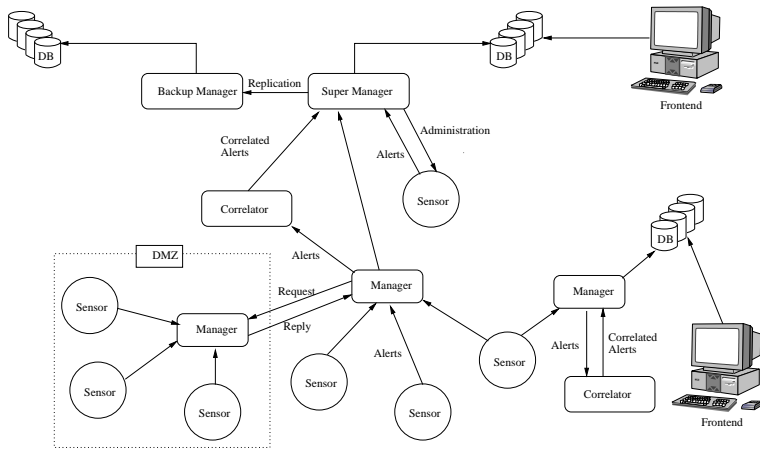 DB
DB
Backup Manager
Replication
Super Manager
Frontend
Correlated
Alerts
Alerts
Administration
Sensor
Correlator
DB
DMZ
Alerts
Sensor
Request
Manager
Manager
Manager
Reply
Sensor
Alerts
Sensor
Alerts
Correlated
Alerts
Sensor
Sensor
Sensor
Correlator
Sensor
Frontend